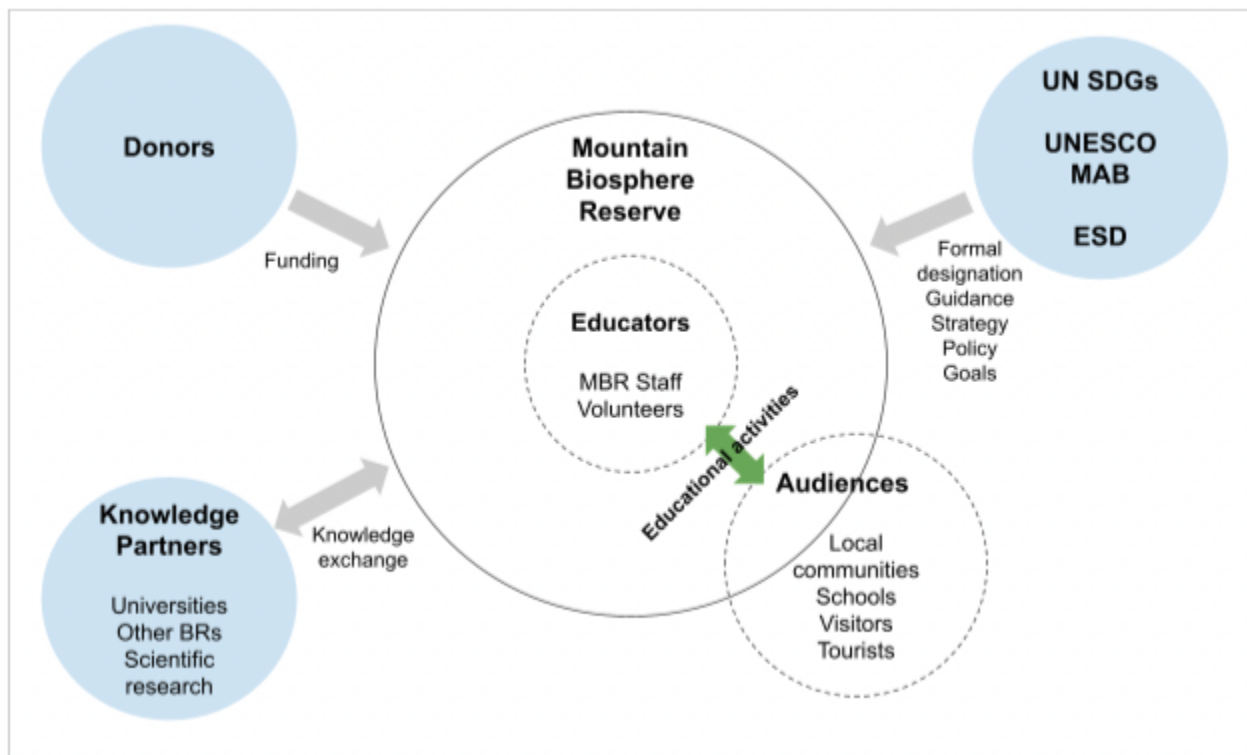 Donors
Funding
Mountain
Biosphere
Reserve
UN SDGs
UNESCO
MAB
ESD
Formal
designation
Guidance
Strategy
Policy
Goals
Educators
MBR Staff
Volunteers
Educational activities
Audiences
Local
communities
Schools
Visitors
Tourists
Knowledge
Partners
Universities
Other BRs
Scientific
research
Knowledge
exchange